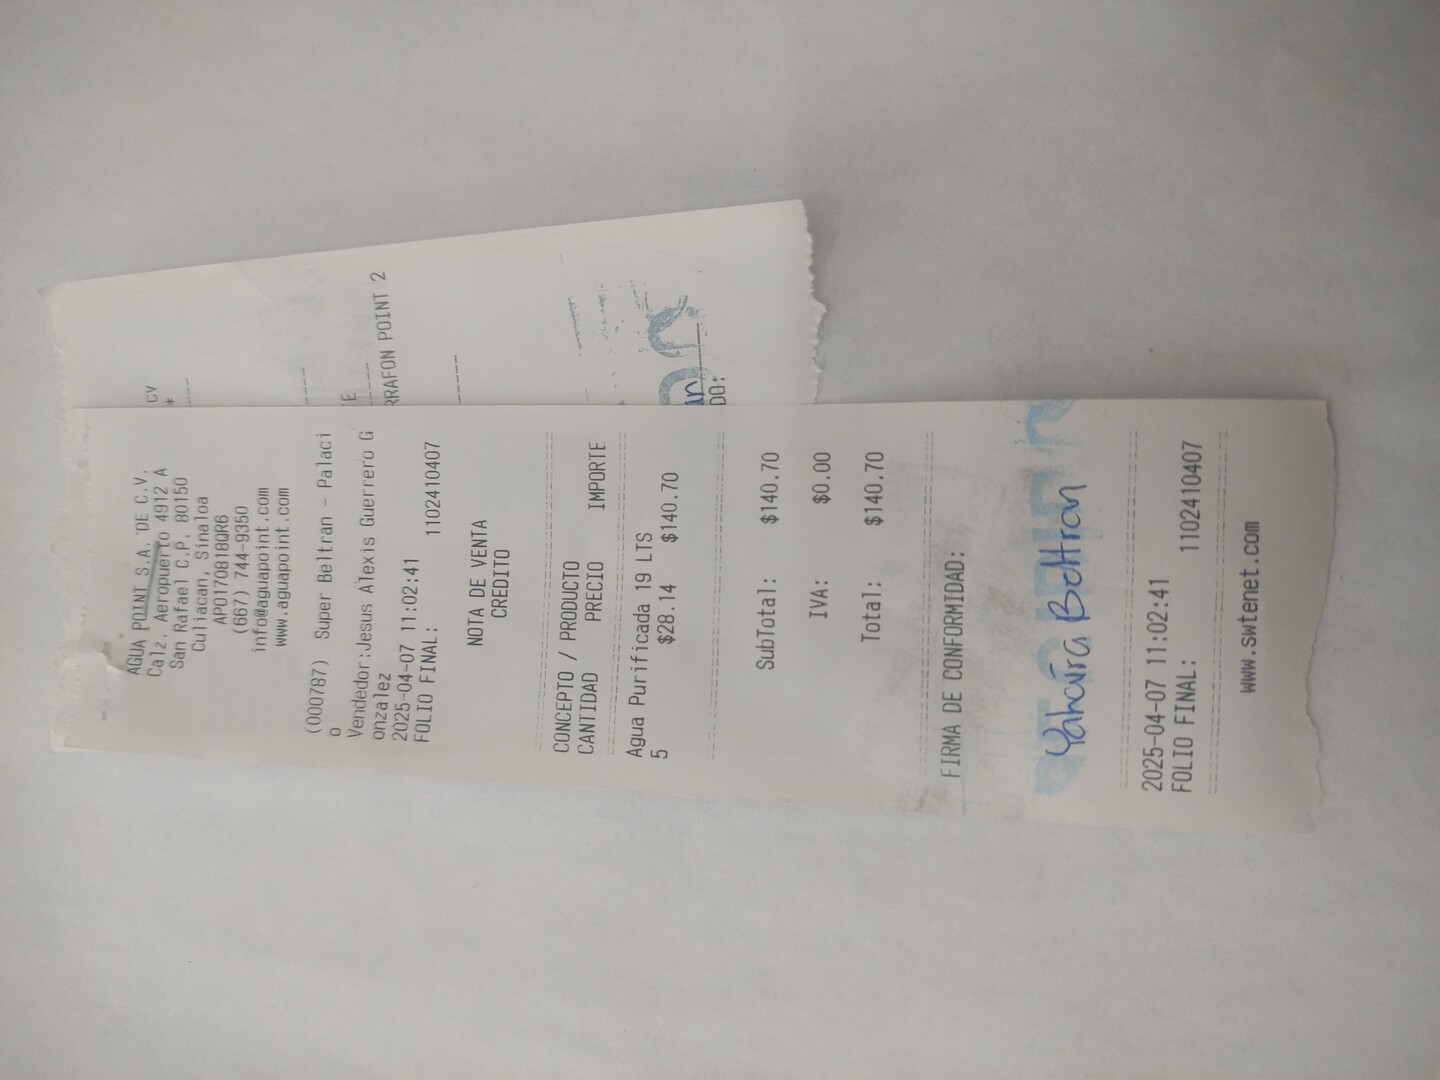 AGUA POINT S.A. DE C.V.
Calz. Aeropuerto 4912 A
San Rafael C.P. 80150
Culiacan, Sinaloa
APO170818QR6
(667) 744-9350
info@aguapoint.com
www.aguapoint.com
(000787) Super Beltran - Palaci
o
Vendedor:Jesus Alexis Guerrero G
onzalez
2025-04-07 11:02:41
FOLIO FINAL: 1102410407
NOTA DE VENTA
CREDITO
CONCEPTO / PRODUCTO
CANTIDAD PRECIO IMPORTE
Agua Purificada 19 LTS
5 $28.14 $140.70
SubTotal: $140.70
IVA: $0.00
Total: $140.70
FIRMA DE CONFORMIDAD:
Yahaira Beltran
2025-04-07 11:02:41
FOLIO FINAL: 1102410407
www.swtenet.com
CV
*
TE
RRAFON POINT 2
DO: